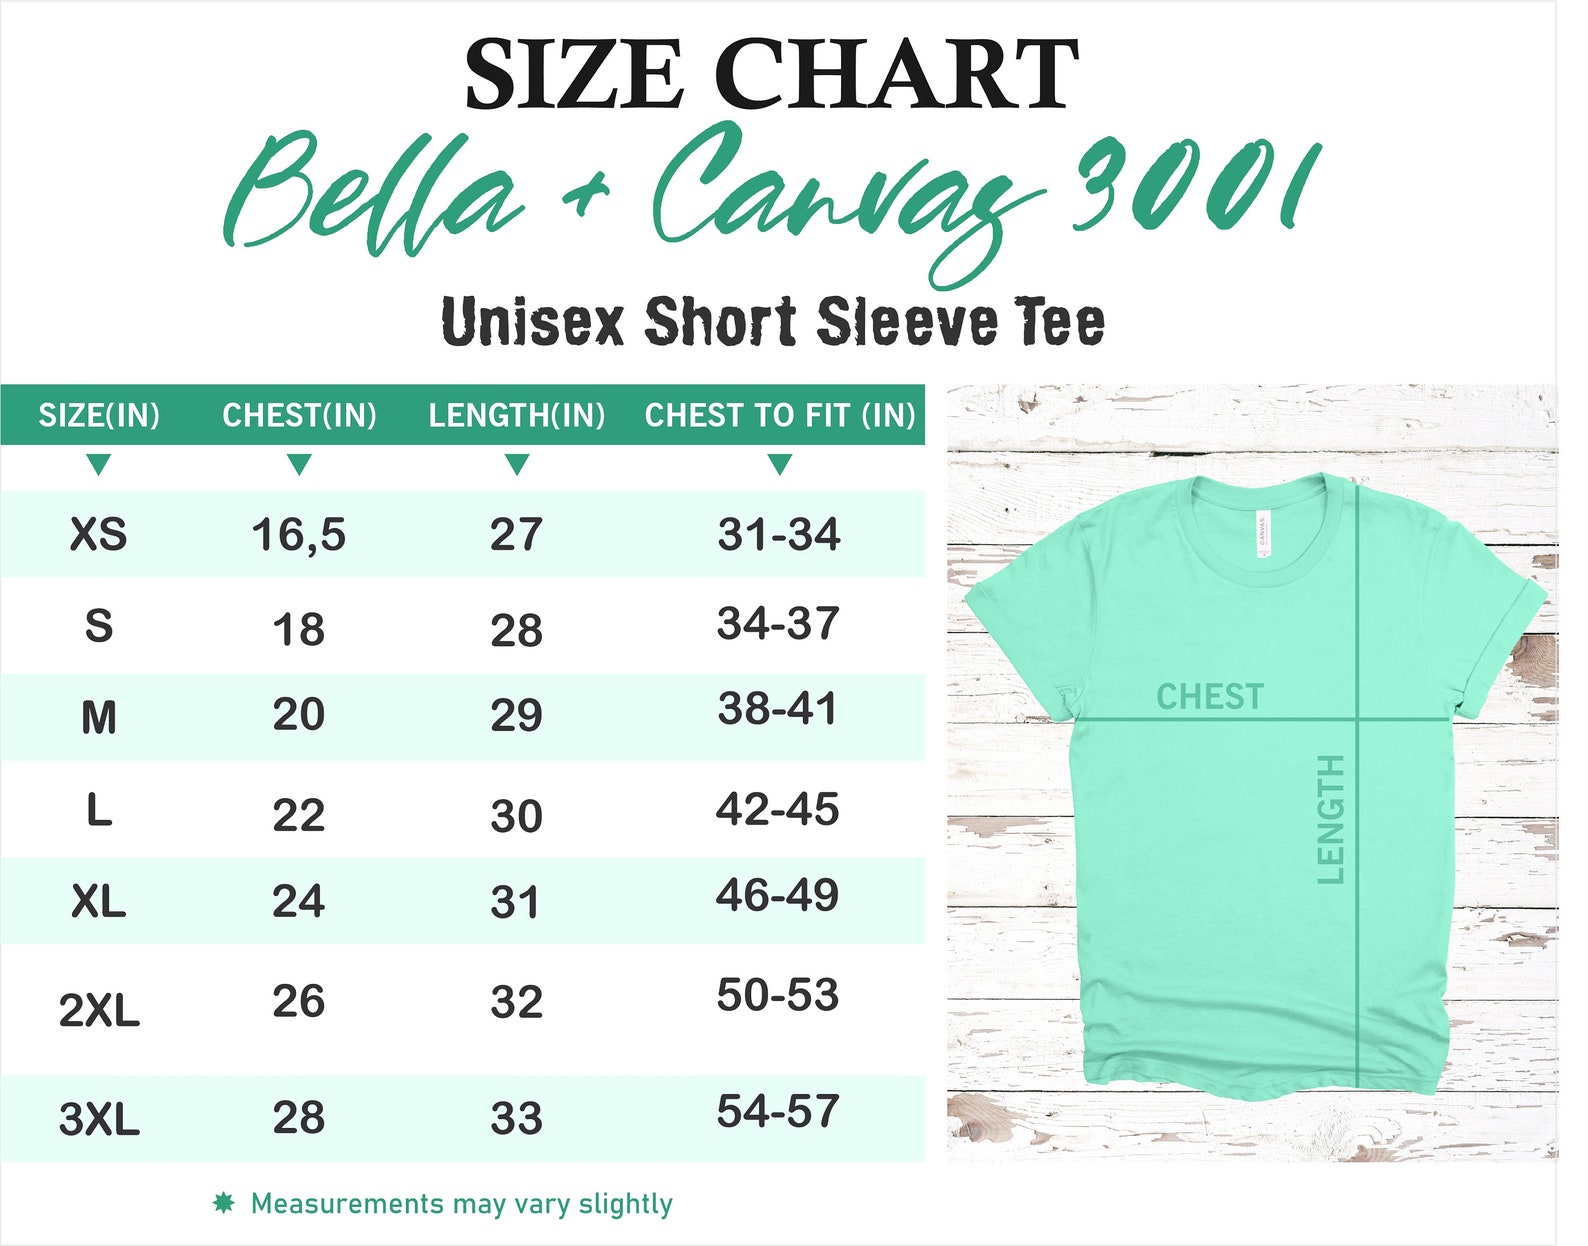 SIZE CHART
Bella + Canvas 3001
Unisex Short Sleeve Tee
SIZE(IN) CHEST(IN) LENGTH(IN) CHEST TO FIT (IN)
XS 16,5 27 31-34
S 18 28 34-37
M 20 29 38-41
L 22 30 42-45
XL 24 31 46-49
2XL 26 32 50-53
3XL 28 33 54-57
Measurements may vary slightly
CANVAS
CHEST
LENGTH